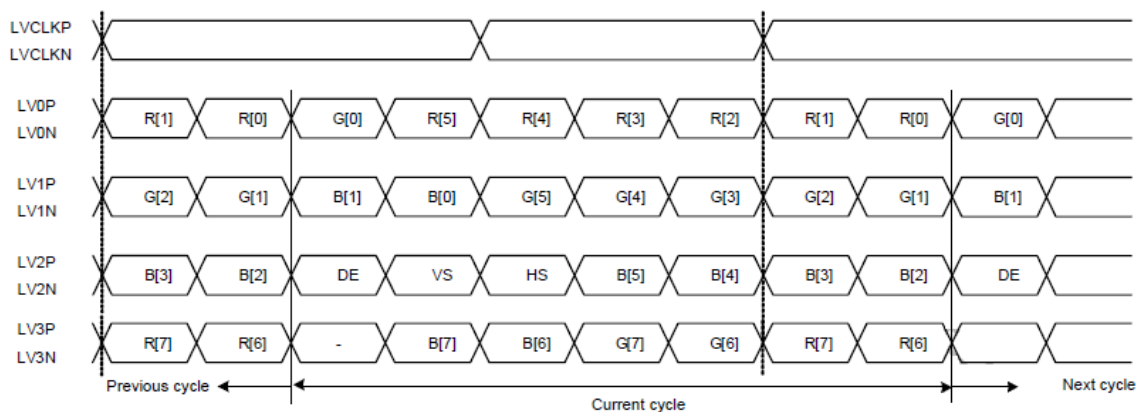 LVCLKP
LVCLKN
LV0P
LV0N
R[1] R[0] G[0] R[5] R[4] R[3] R[2] R[1] R[0] G[0]
LV1P
LV1N
G[2] G[1] B[1] B[0] G[5] G[4] G[3] G[2] G[1] B[1]
LV2P
LV2N
B[3] B[2] DE VS HS B[5] B[4] B[3] B[2] DE
LV3P
LV3N
R[7] R[6] - B[7] B[6] G[7] G[6] R[7] R[6]
Previous cycle Next cycle
Current cycle